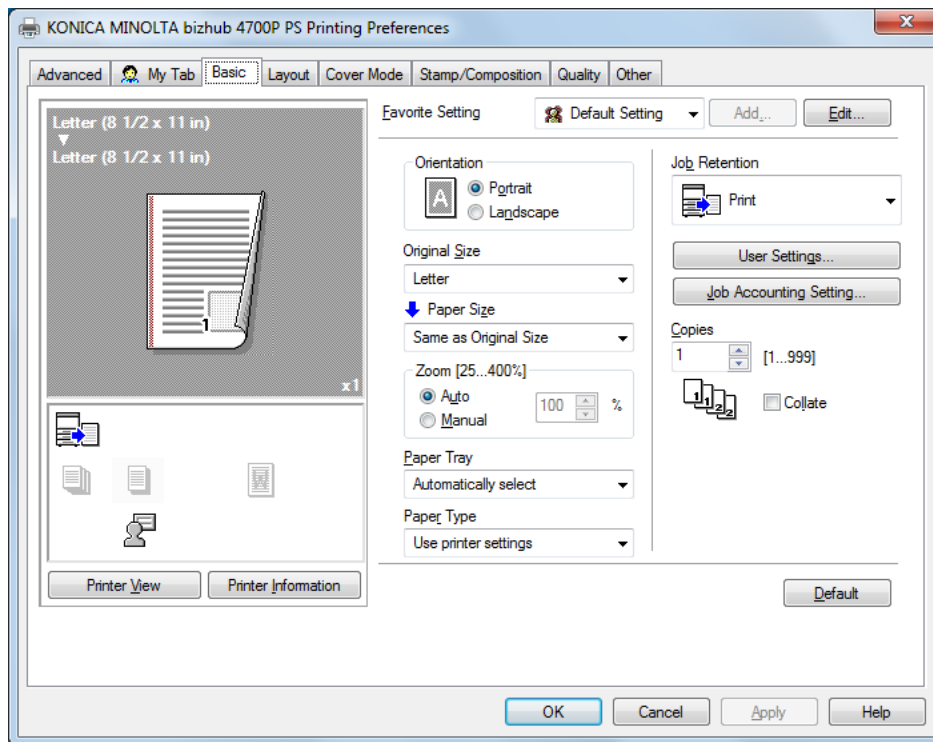 KONICA MINOLTA bizhub 4700P PS Printing Preferences
Advanced My Tab Basic Layout Cover Mode Stamp/Composition Quality Other
Letter (8 1/2 x 11 in)
Letter (8 1/2 x 11 in)
1
x1
Printer View Printer Information
Favorite Setting Default Setting Add... Edit...
Orientation
A
Portrait
Landscape
Original Size
Letter
Paper Size
Same as Original Size
Zoom [25...400%]
Auto
Manual
100 %
Paper Tray
Automatically select
Paper Type
Use printer settings
Job Retention
Print
User Settings...
Job Accounting Setting...
Copies
1 [1...999]
1 1 2 2 Collate
Default
OK Cancel Apply Help